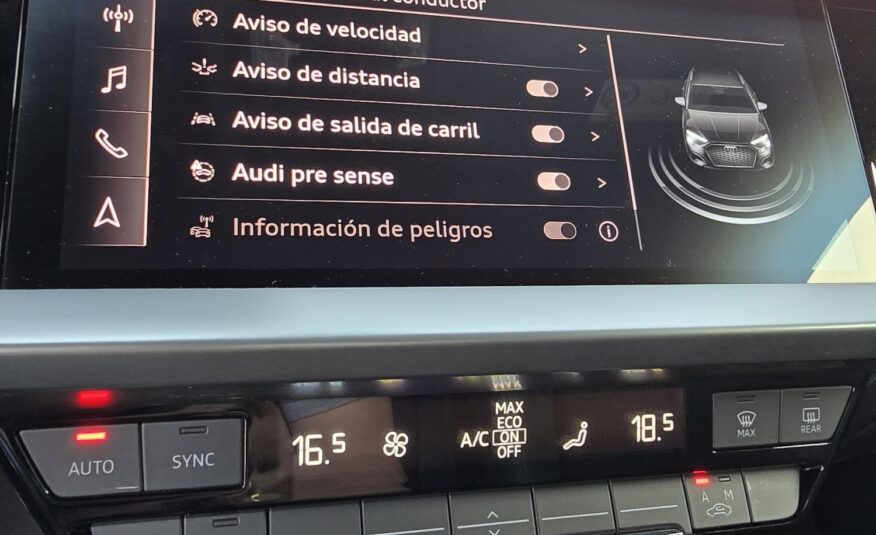 conductor
Aviso de velocidad
Aviso de distancia
Aviso de salida de carril
Audi pre sense
Información de peligros
AUTO
SYNC
16.5
A/C
MAX
ECO
ON
OFF
18.5
MAX
REAR
A M